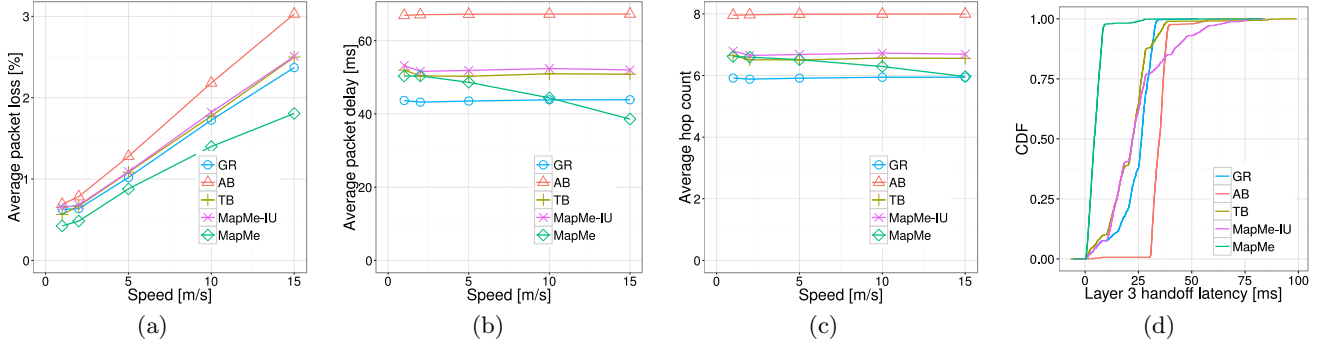 Average packet loss [%]
3
2
1
0
GR
AB
TB
MapMe-IU
MapMe
0 5 10 15
Speed [m/s]
(a)
Average packet delay [ms]
60
40
20
0
GR
AB
TB
MapMe-IU
MapMe
0 5 10 15
Speed [m/s]
(b)
Average hop count
8
6
4
2
0
GR
AB
TB
MapMe-IU
MapMe
0 5 10 15
Speed [m/s]
(c)
CDF
1.00
0.75
0.50
0.25
0.00
GR
AB
TB
MapMe-IU
MapMe
0 25 50 75 100
Layer 3 handoff latency [ms]
(d)